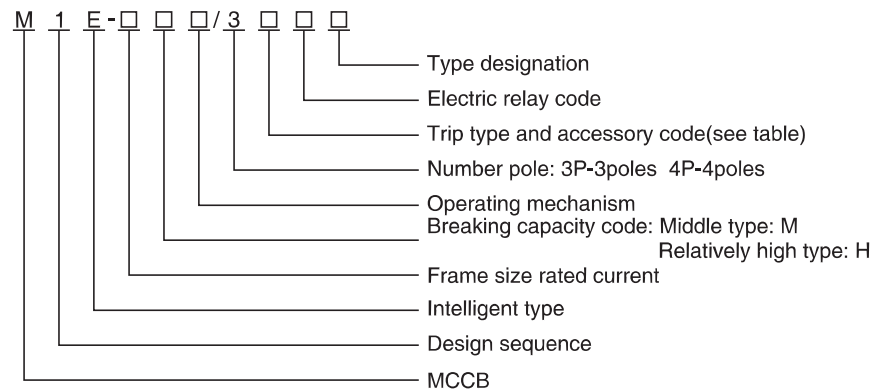 M 1 E-□ □ □/3 □ □ □
Type designation
Electric relay code
Trip type and accessory code(see table)
Number pole: 3P-3poles 4P-4poles
Operating mechanism
Breaking capacity code: Middle type: M
Relatively high type: H
Frame size rated current
Intelligent type
Design sequence
MCCB